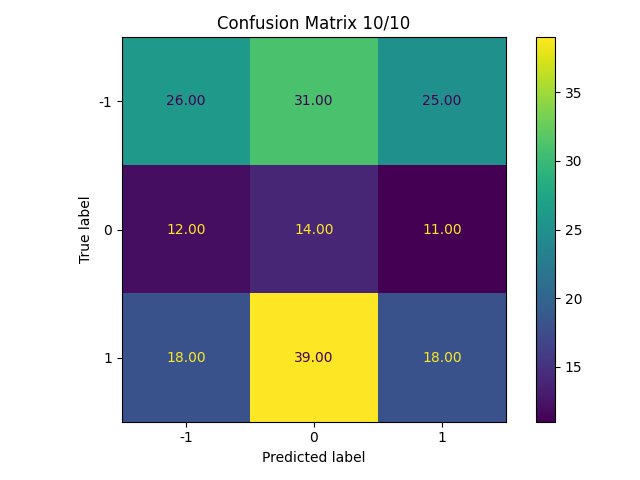 Confusion Matrix 10/10
-1 26.00 31.00 25.00
0 12.00 14.00 11.00
1 18.00 39.00 18.00
-1 0 1
Predicted label
True label
35
30
25
20
15